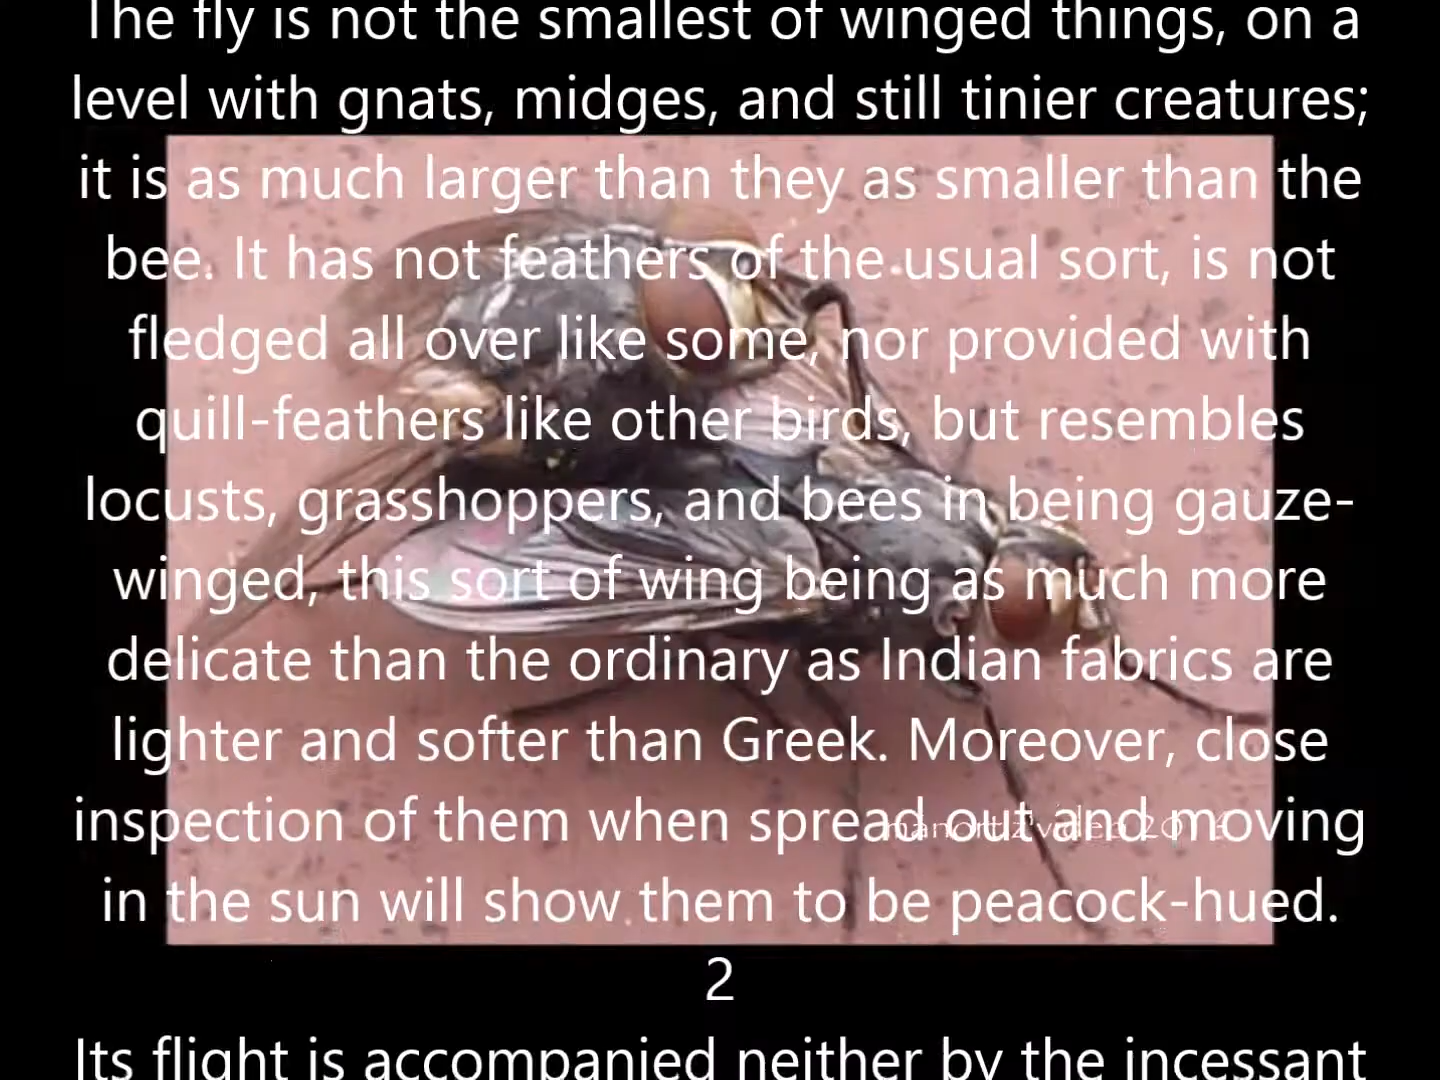 The fly is not the smallest of winged things, on a
level with gnats, midges, and still tinier creatures;
it is as much larger than they as smaller than the
bee. It has not feathers of the usual sort, is not
fledged all over like some, nor provided with
quill-feathers like other birds, but resembles
locusts, grasshoppers, and bees in being gauze-
winged, this sort of wing being as much more
delicate than the ordinary as Indian fabrics are
lighter and softer than Greek. Moreover, close
inspection of them when spread out and moving
in the sun will show them to be peacock-hued.
2
Its flight is accompanied neither by the incessant